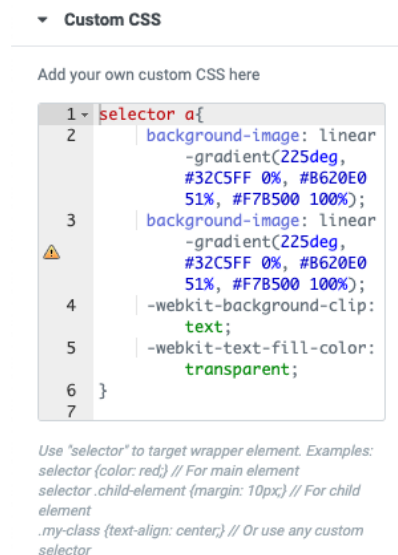 Custom CSS
Add your own custom CSS here
1 selector a{
2 background-image: linear
-gradient(225deg,
#32C5FF 0%, #B620E0
51%, #F7B500 100%);
3 background-image: linear
-gradient(225deg,
#32C5FF 0%, #B620E0
51%, #F7B500 100%);
4 -webkit-background-clip:
text;
5 -webkit-text-fill-color:
transparent;
6 }
7
Use "selector" to target wrapper element. Examples:
selector {color: red;} // For main element
selector .child-element {margin: 10px;} // For child
element
.my-class {text-align: center;} // Or use any custom
selector